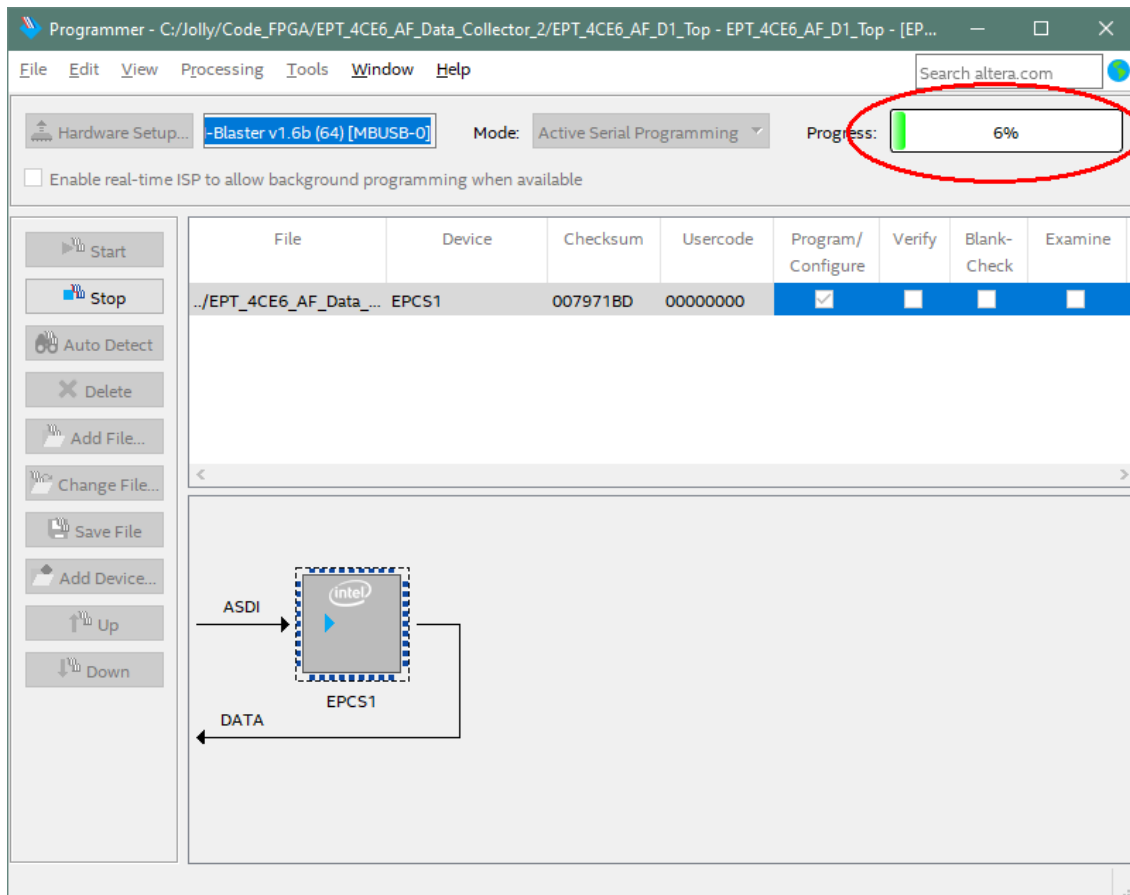 Programmer - C:/Jolly/Code_FPGA/EPT_4CE6_AF_Data_Collector_2/EPT_4CE6_AF_D1_Top - EPT_4CE6_AF_D1_Top - [EP...
File Edit View Processing Tools Window Help
Search altera.com
Hardware Setup... -Blaster v1.6b (64) [MBUSB-0] Mode: Active Serial Programming Progress: 6%
Enable real-time ISP to allow background programming when available
File Device Checksum Usercode Program/ Verify Blank- Examine
Configure Check
../EPT_4CE6_AF_Data_... EPCS1 007971BD 00000000
Start
Stop
Auto Detect
Delete
Add File...
Change File...
Save File
Add Device...
Up
Down
intel
ASDI
EPCS1
DATA